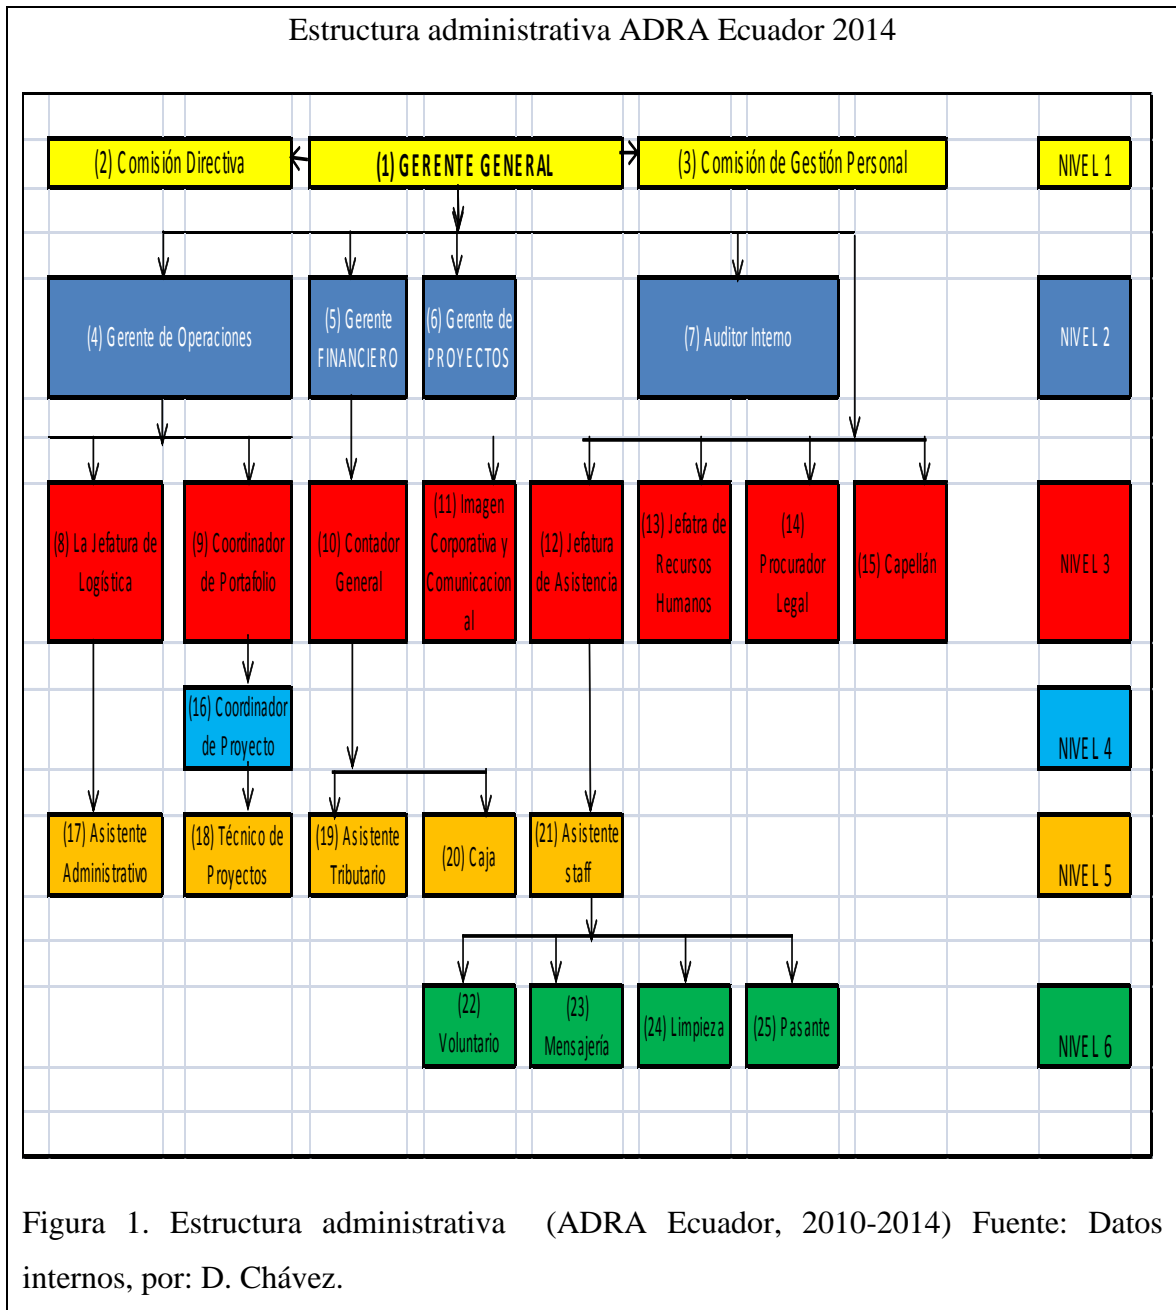 Estructura administrativa ADRA Ecuador 2014
(2) Comisión Directiva
(1) GERENTE GENERAL
(3) Comisión de Gestión Personal
NIVEL 1
(4) Gerente de Operaciones
(5) Gerente
FINANCIERO
(6) Gerente de
PROYECTOS
(7) Auditor Interno
NIVEL 2
(8) La Jefatura de
Logística
(9) Coordinador
de Portafolio
(10) Contador
General
(11) Imagen
Corporativa y
Comunicacion
al
(12) Jefatura
de Asistencia
(13) Jefatra de
Recursos
Humanos
(14)
Procurador
Legal
(15) Capellán
NIVEL 3
(16) Coordinador
de Proyecto
NIVEL 4
(17) Asistente
Administrativo
(18) Técnico de
Proyectos
(19) Asistente
Tributario
(20) Caja
(21) Asistente
staff
NIVEL 5
(22)
Voluntario
(23)
Mensajería
(24) Limpieza
(25) Pasante
NIVEL 6
Figura 1. Estructura administrativa (ADRA Ecuador, 2010-2014) Fuente: Datos
internos, por: D. Chávez.